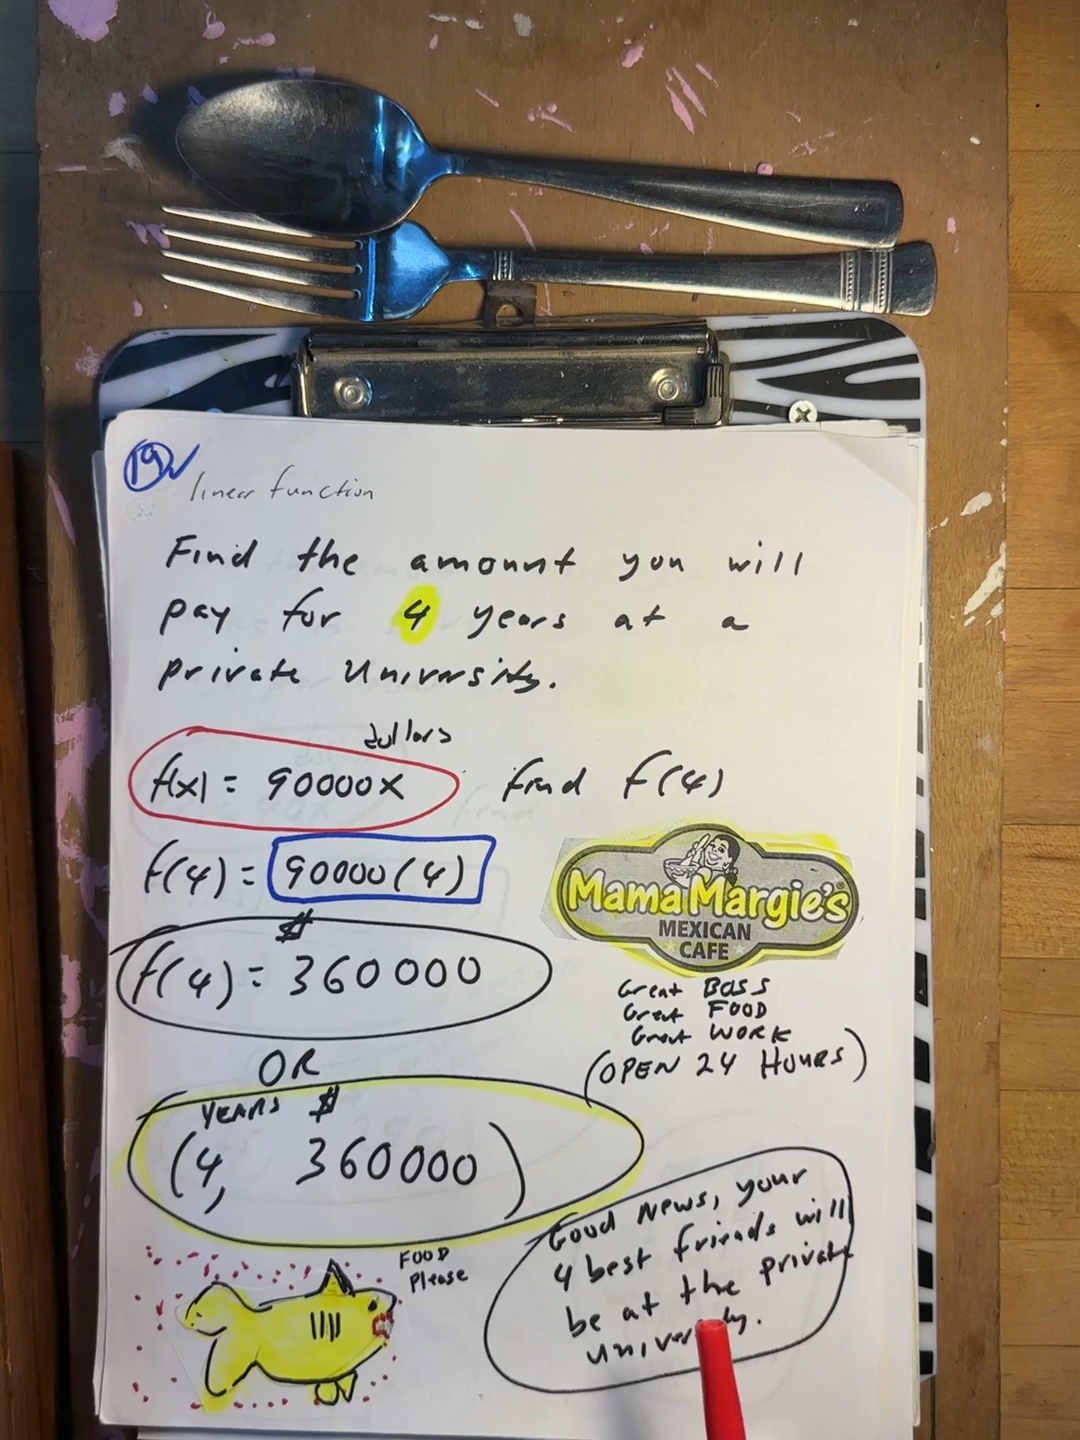 19
linear function
Find the amount you will
pay for 4 years at a
private University.
dollars
f(x) = 90000x find f(4)
f(4) = 90000(4)
$
f(4) = 360000
OR
YEARS $
(4, 360000)
Mama Margie's®
MEXICAN
CAFE
Great BOSS
Great FOOD
Great WORK
(OPEN 24 HOURS)
FOOD
Please
Good News, your
4 best friends will
be at the private
university.